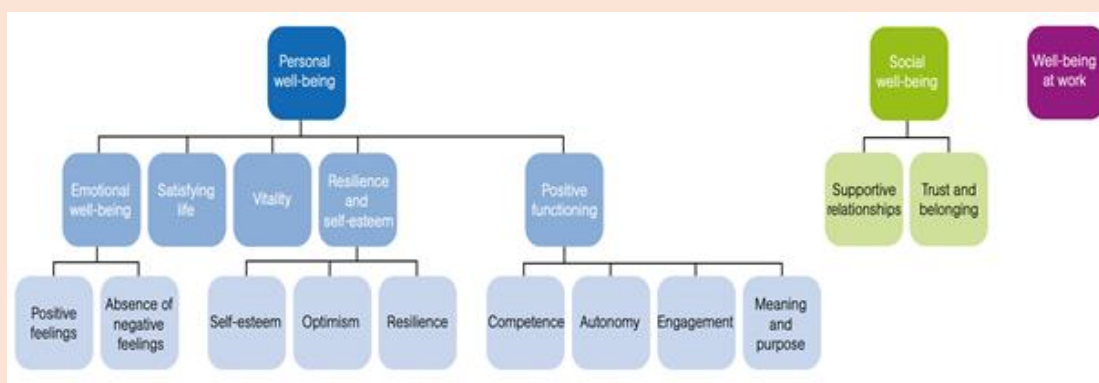 Personal
well-being
Social
well-being
Well-being
at work
Emotional
well-being
Satisfying
life
Vitality
Resilience
and
self-esteem
Positive
functioning
Supportive
relationships
Trust and
belonging
Positive
feelings
Absence of
negative
feelings
Self-esteem
Optimism
Resilience
Competence
Autonomy
Engagement
Meaning
and
purpose